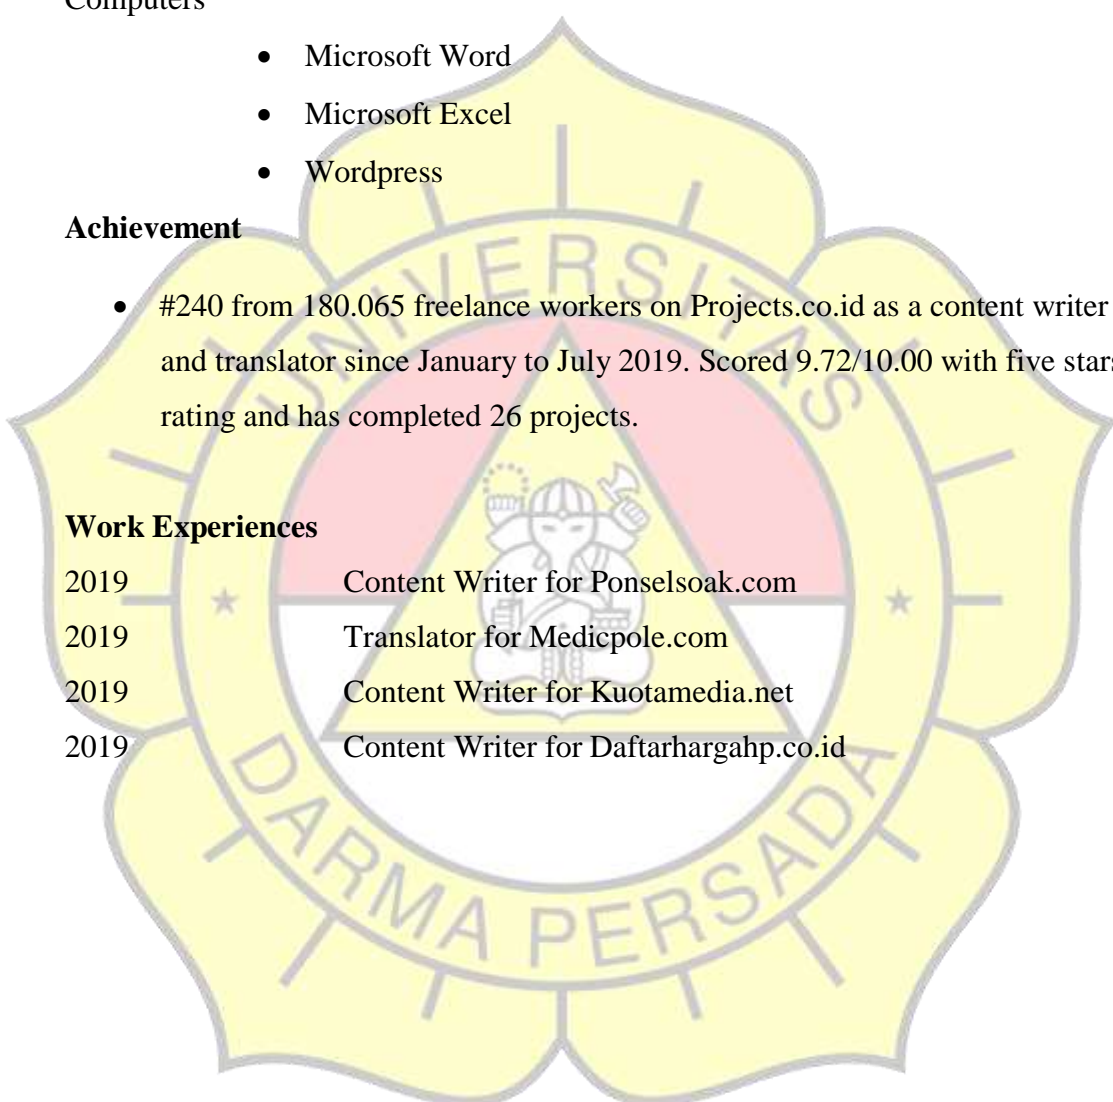 Computers
• Microsoft Word
• Microsoft Excel
• Wordpress
Achievement
• #240 from 180.065 freelance workers on Projects.co.id as a content writer
and translator since January to July 2019. Scored 9.72/10.00 with five stars
rating and has completed 26 projects.
Work Experiences
2019 Content Writer for Ponselsoak.com
2019 Translator for Medicpole.com
2019 Content Writer for Kuotamedia.net
2019 Content Writer for Daftarhargahp.co.id
UNIVERSITAS
DARMA PERSADA